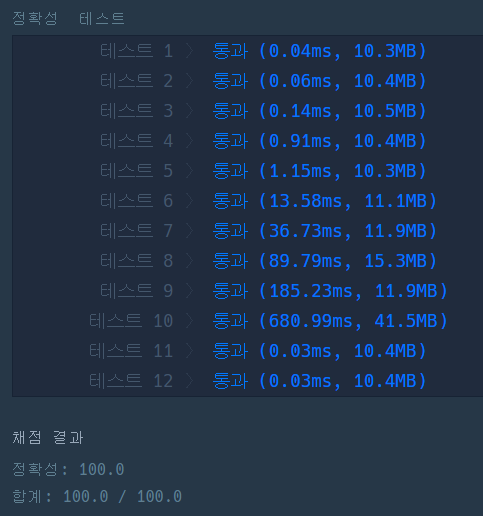 정확성 테스트
테스트 1 〉 통과 (0.04ms, 10.3MB)
테스트 2 〉 통과 (0.06ms, 10.4MB)
테스트 3 〉 통과 (0.14ms, 10.5MB)
테스트 4 〉 통과 (0.91ms, 10.4MB)
테스트 5 〉 통과 (1.15ms, 10.3MB)
테스트 6 〉 통과 (13.58ms, 11.1MB)
테스트 7 〉 통과 (36.73ms, 11.9MB)
테스트 8 〉 통과 (89.79ms, 15.3MB)
테스트 9 〉 통과 (185.23ms, 11.9MB)
테스트 10 〉 통과 (680.99ms, 41.5MB)
테스트 11 〉 통과 (0.03ms, 10.4MB)
테스트 12 〉 통과 (0.03ms, 10.4MB)
채점 결과
정확성: 100.0
합계: 100.0 / 100.0